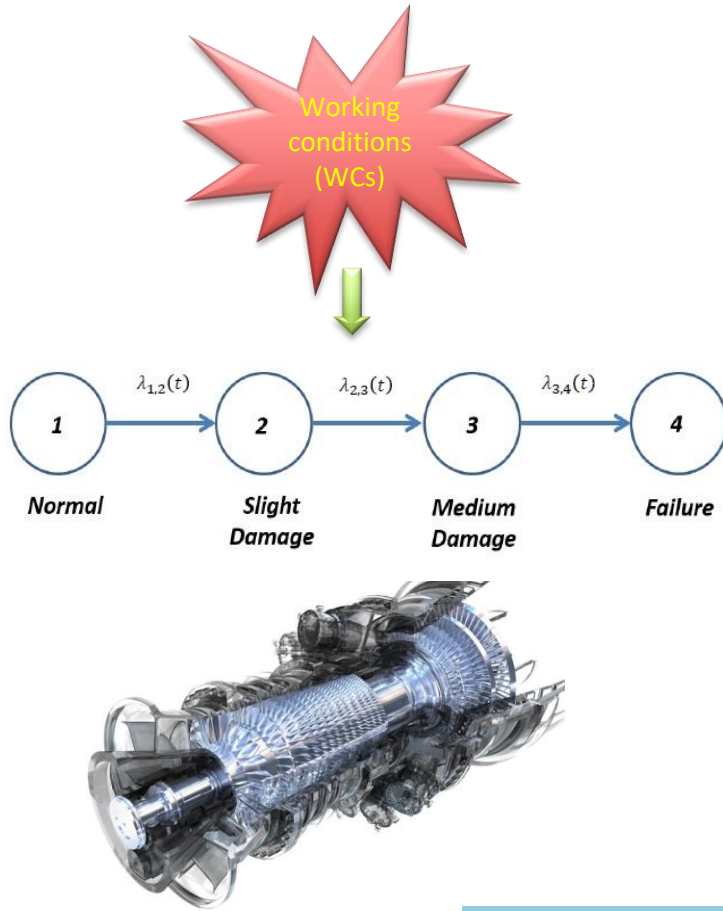 Working
conditions
(WCs)
λ1,2(t) λ2,3(t) λ3,4(t)
1 2 3 4
Normal Slight Damage Medium Damage Failure